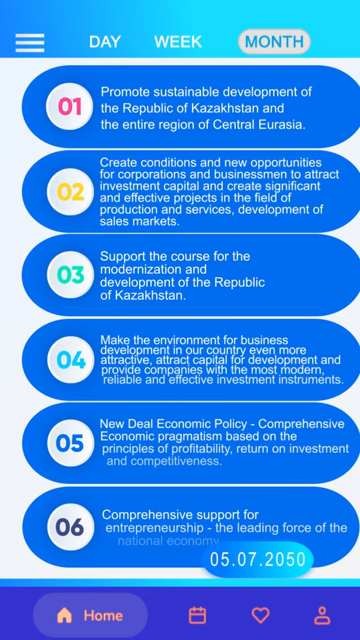 DAY WEEK MONTH
01
Promote sustainable development of
the Republic of Kazakhstan and
the entire region of Central Eurasia.
02
Create conditions and new opportunities
for corporations and businessmen to attract
investment capital and create significant
and effective projects in the field of
production and services, development of
sales markets.
03
Support the course for the
modernization and
development of the Republic
of Kazakhstan.
04
Make the environment for business
development in our country even more
attractive, attract capital for development and
provide companies with the most modern,
reliable and effective investment instruments.
05
New Deal Economic Policy - Comprehensive
Economic pragmatism based on the
principles of profitability, return on investment
and competitiveness.
06
Comprehensive support for
entrepreneurship - the leading force of the
national economy
05.07.2050
Home